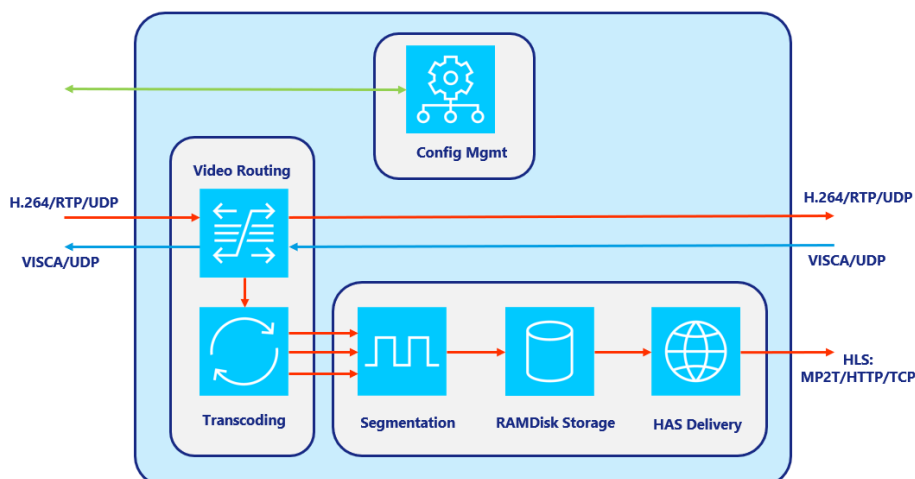 Config Mgmt
Video Routing
H.264/RTP/UDP
H.264/RTP/UDP
VISCA/UDP
VISCA/UDP
HLS:
MP2T/HTTP/TCP
Transcoding
Segmentation
RAMDisk Storage
HAS Delivery